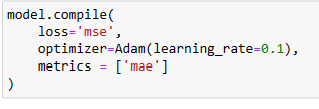 model.compile(
    loss='mse',
    optimizer=Adam(learning_rate=0.1),
    metrics = ['mae']
)